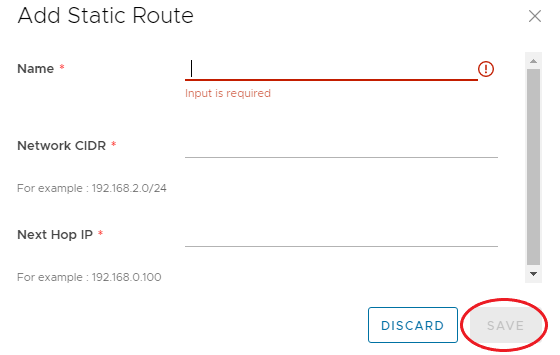 Add Static Route
Name *
Input is required
Network CIDR *
For example : 192.168.2.0/24
Next Hop IP *
For example : 192.168.0.100
DISCARD SAVE